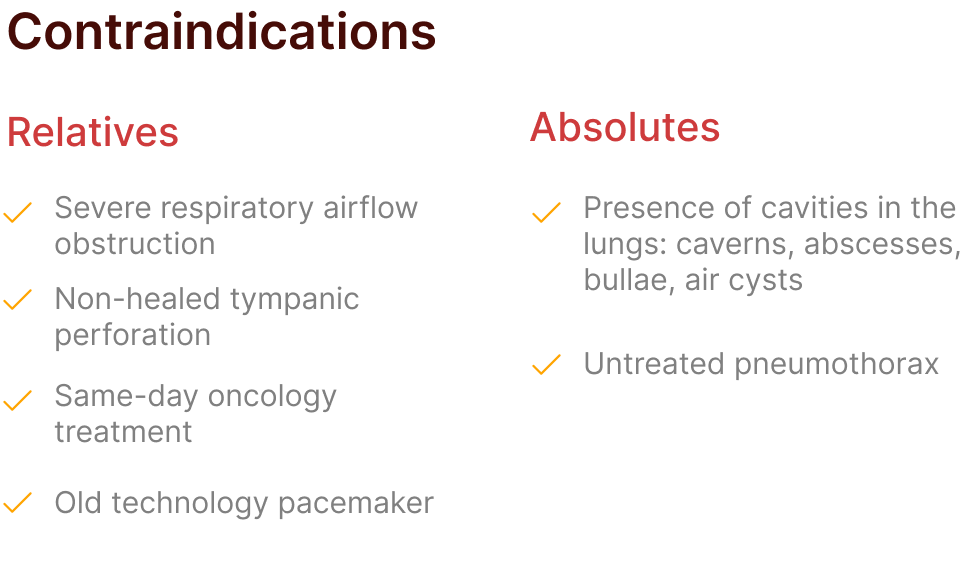 Contraindications
Relatives
Severe respiratory airflow
obstruction
Non-healed tympanic
perforation
Same-day oncology
treatment
Old technology pacemaker
Absolutes
Presence of cavities in the
lungs: caverns, abscesses,
bullae, air cysts
Untreated pneumothorax